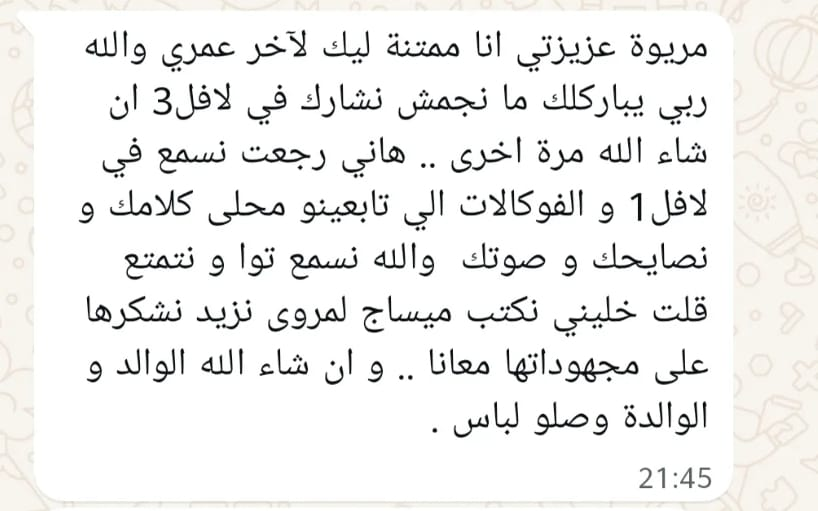 مريوة عزيزتي انا ممتنة ليك لآخر عمري والله
ربي يباركلك ما نجمش نشارك في لافل3 ان
شاء الله مرة اخرى .. هاني رجعت نسمع في
لافل1 و الفوكالات الي تابعينو محلى كلامك و
نصايحك و صوتك والله نسمع توا و نتمتع
قلت خليني نكتب ميساج لمروى نزيد نشكرها
على مجهوداتها معانا .. و ان شاء الله الوالد و
الوالدة وصلو لباس .
21:45